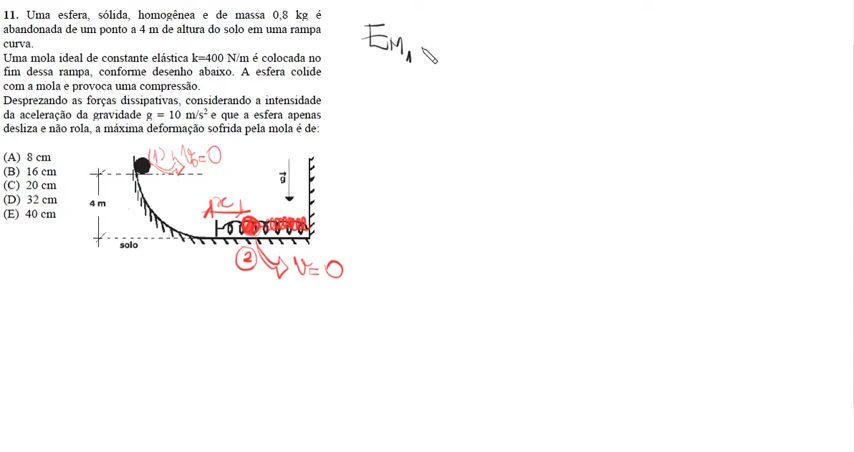 11. Uma esfera, sólida, homogênea e de massa 0,8 kg é
abandonada de um ponto a 4 m de altura do solo em uma rampa
curva.
Uma mola ideal de constante elástica k=400 N/m é colocada no
fim dessa rampa, conforme desenho abaixo. A esfera colide
com a mola e provoca uma compressão.
Desprezando as forças dissipativas, considerando a intensidade
da aceleração da gravidade g = 10 m/s² e que a esfera apenas
desliza e não rola, a máxima deformação sofrida pela mola é de:
(A) 8 cm
(B) 16 cm
(C) 20 cm
(D) 32 cm
(E) 40 cm
(1) V₀=0
4 m
x
g
solo
2
V=0
EM₁